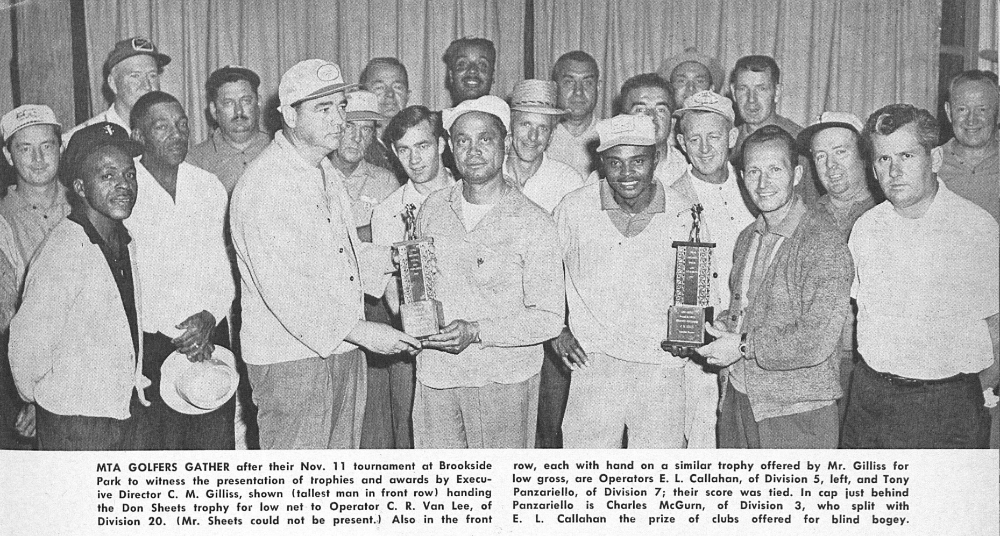 MTA GOLFERS GATHER after their Nov. 11 tournament at Brookside
Park to witness the presentation of trophies and awards by Execu-
ive Director C. M. Gilliss, shown (tallest man in front row) handing
the Don Sheets trophy for low net to Operator C. R. Van Lee, of
Division 20. (Mr. Sheets could not be present.) Also in the front
row, each with hand on a similar trophy offered by Mr. Gilliss for
low gross, are Operators E. L. Callahan, of Division 5, left, and Tony
Panzariello, of Division 7; their score was tied. In cap just behind
Panzariello is Charles McGurn, of Division 3, who split with
E. L. Callahan the prize of clubs offered for blind bogey.